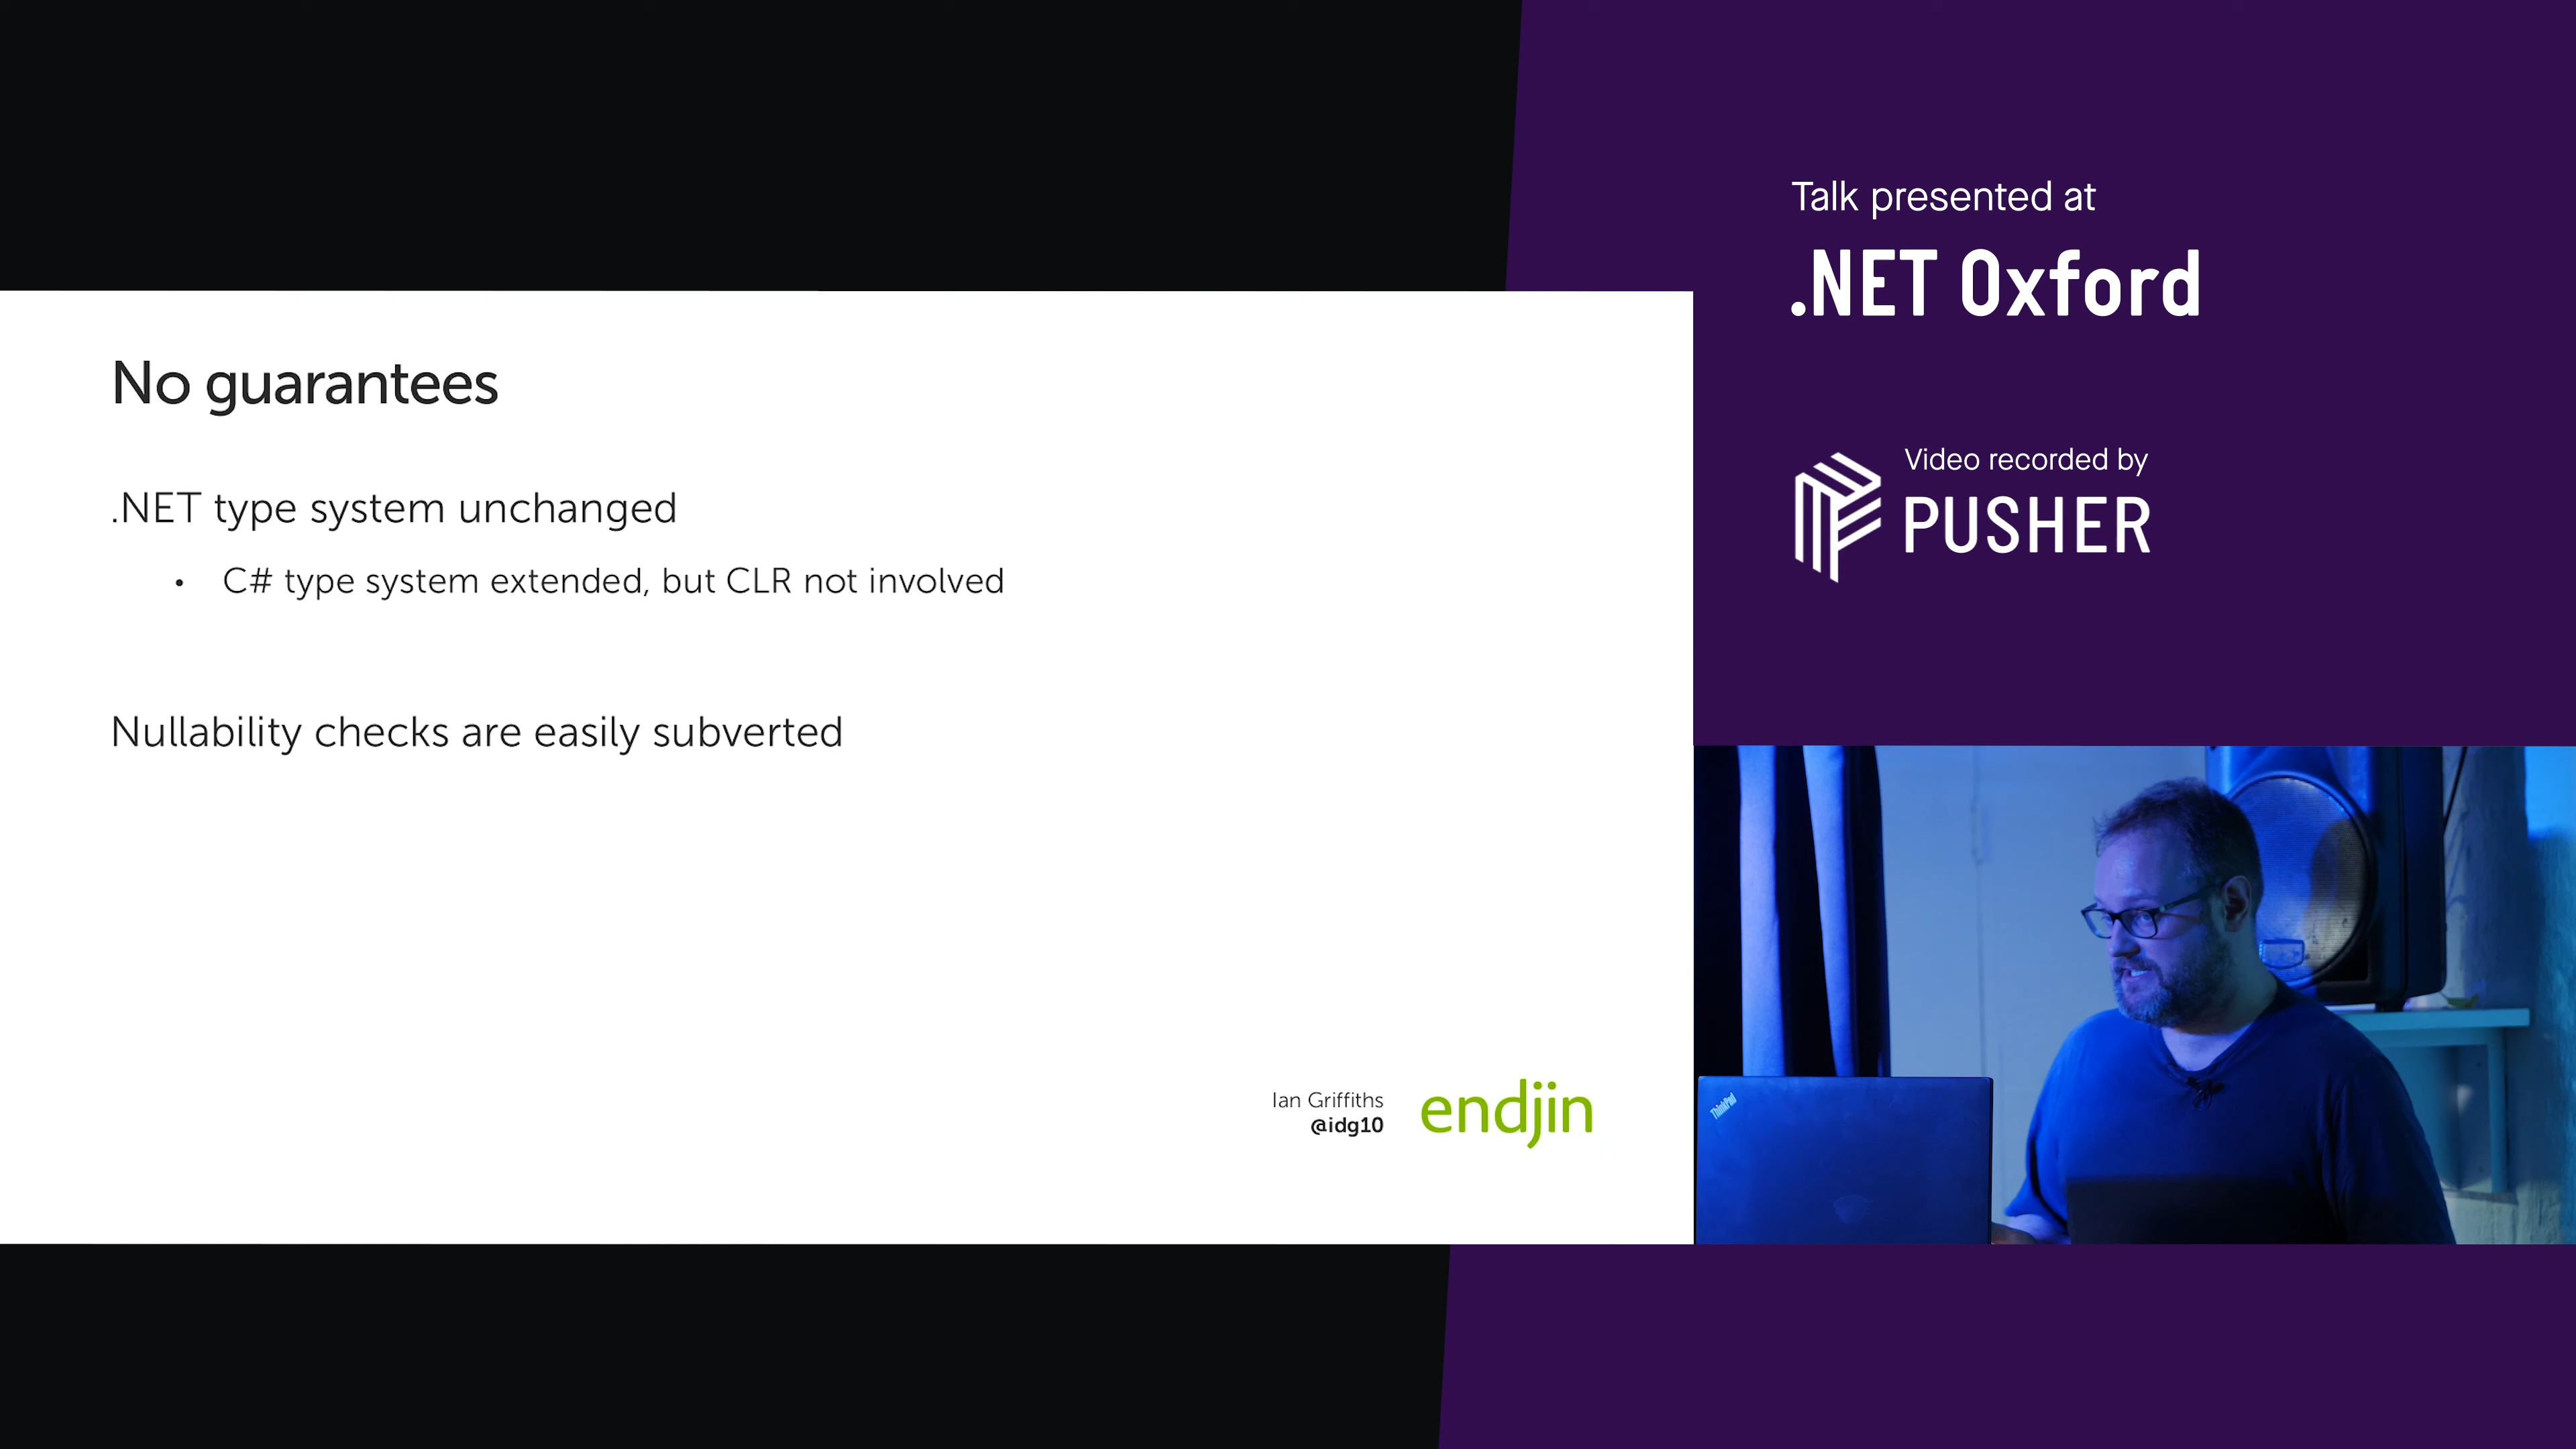 No guarantees
.NET type system unchanged
• C# type system extended, but CLR not involved
Nullability checks are easily subverted
Ian Griffiths
@idg10
endjin
Talk presented at
.NET Oxford
Video recorded by
PUSHER
ThinkPad